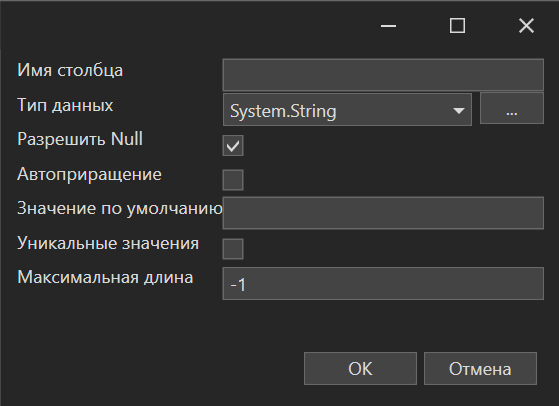 Имя столбца
Тип данных System.String ...
Разрешить Null
Автоприращение
Значение по умолчанию
Уникальные значения
Максимальная длина -1
OK Отмена